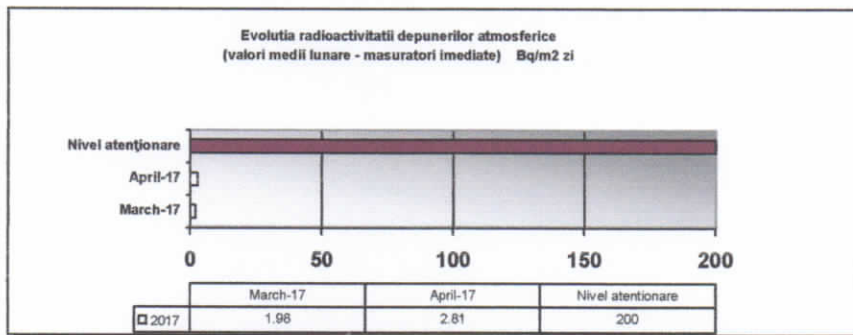 Evolutia radioactivitatii depunerilor atmosferice
(valori medii lunare - masuratori imediate) Bq/m2 zi
Nivel atenţionare
April-17
March-17
0 50 100 150 200
March-17 April-17 Nivel atentionare
2017 1.98 2.81 200